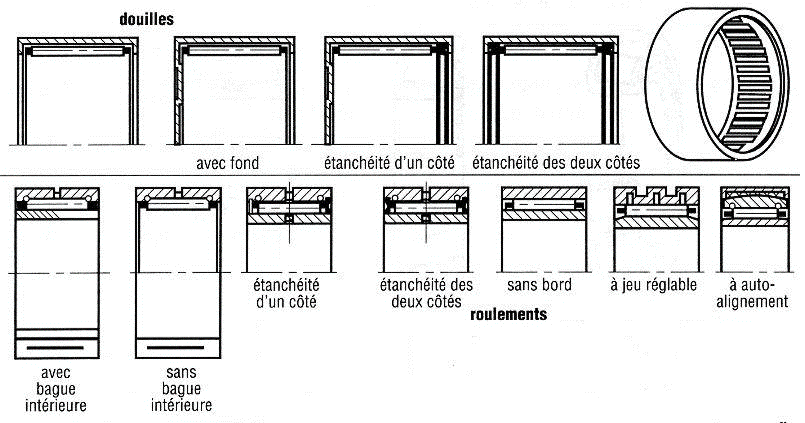 douilles
avec fond
étanchéité d'un côté
étanchéité des deux côtés
étanchéité
d'un côté
étanchéité des
deux côtés
sans bord
à jeu réglable
à auto-
alignement
roulements
avec
bague
intérieure
sans
bague
intérieure